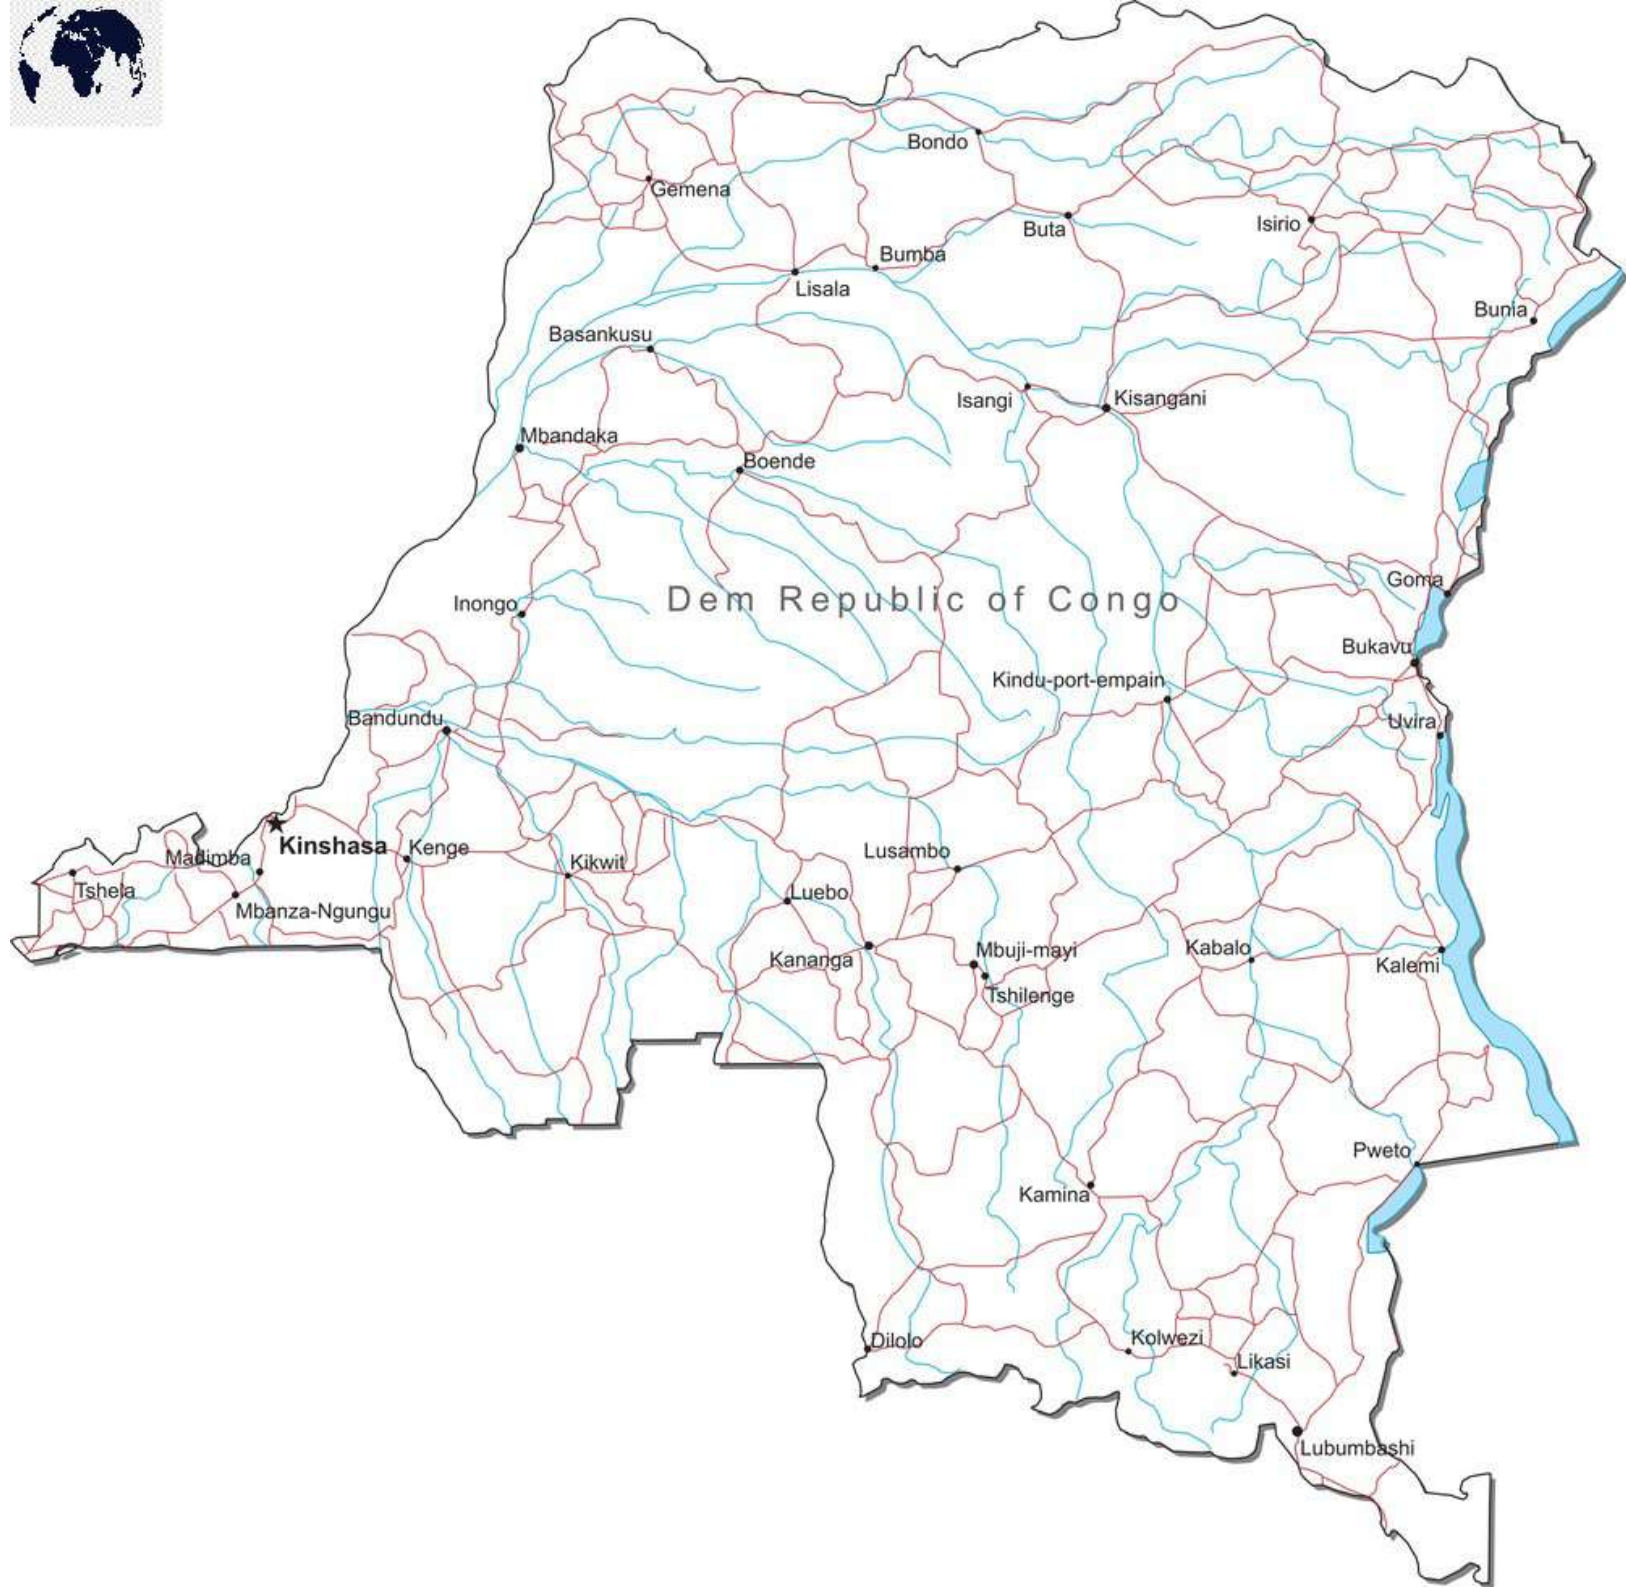 Bondo
Gemena
Buta
Isirio
Bumba
Lisala
Bunia
Basankusu
Isangi
Kisangani
Mbandaka
Boende
Goma
Dem Republic of Congo
Inongo
Bukavu
Kindu-port-empain
Bandundu
Uvira
Kinshasa
Kenge
Madimba
Kikwit
Lusambo
Tshela
Luebo
Mbanza-Ngungu
Kananga
Mbuji-mayi
Kabalo
Kalemi
Tshilenge
Pweto
Kamina
Dilolo
Kolwezi
Likasi
Lubumbashi